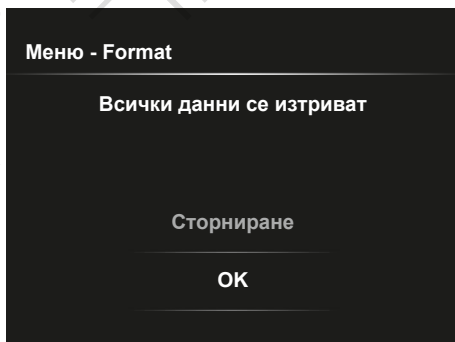 Меню - Format
Всички данни се изтриват
Сторниране
OK